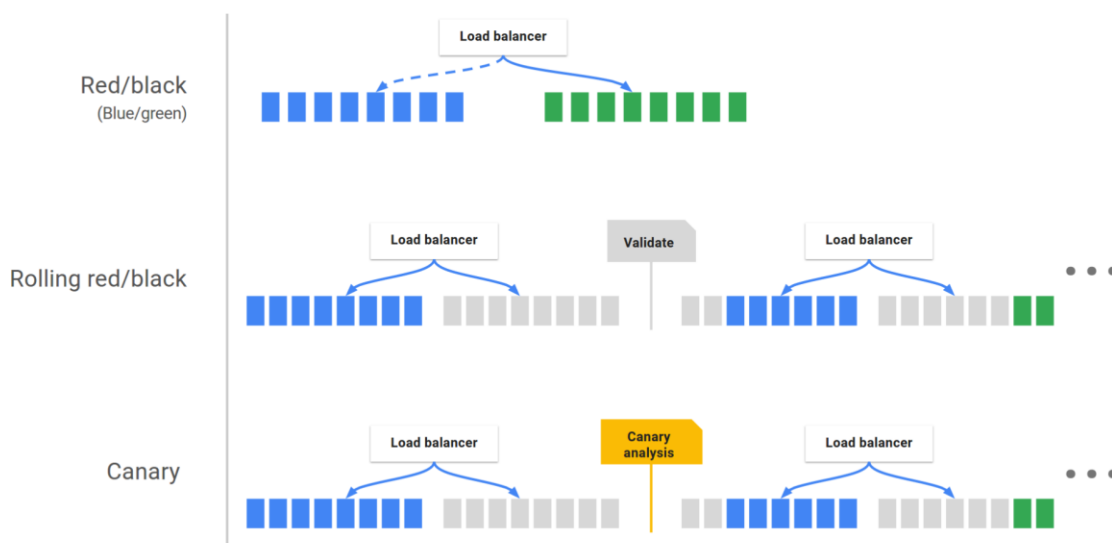 Load balancer
Red/black
(Blue/green)
Load balancer
Validate
Load balancer
Rolling red/black
Load balancer
Canary
analysis
Load balancer
Canary